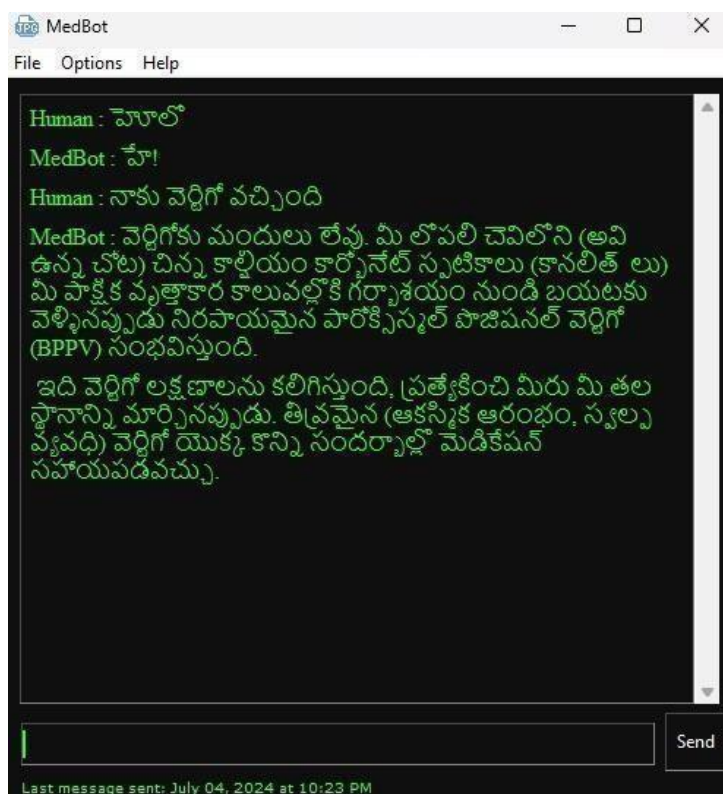 JPG MedBot
File Options Help
Human : హెూలో
MedBot : హే!
Human : నాకు వెర్టిగో వచ్చింది
MedBot : వెర్టిగోకు మందులు లేవు. మీ లోపలి చెవిలోని (అవి
ఉన్న చోట) చిన్న కాల్షియం కార్బోనేట్ స్పటికాలు (కానలిత్ లు)
మీ పాక్షిక వృత్తాకార కాలువల్లోకి గర్భాశయం నుండి బయటకు
వెళ్ళినప్పుడు నిరపాయమైన పారోక్సిస్మల్ పొజిషనల్ వెర్టిగో
(BPPV) సంభవిస్తుంది.
ఇది వెర్టిగో లక్షణాలను కలిగిస్తుంది, ప్రత్యేకించి మీరు మీ తల
స్థానాన్ని మార్చినప్పుడు. తీవ్రమైన (ఆకస్మిక ఆరంభం, స్వల్ప
వ్యవధి) వెర్టిగో యొక్క కొన్ని సందర్భాల్లో మెడికేషన్
సహాయపడవచ్చు.
Send
Last message sent: July 04, 2024 at 10:23 PM